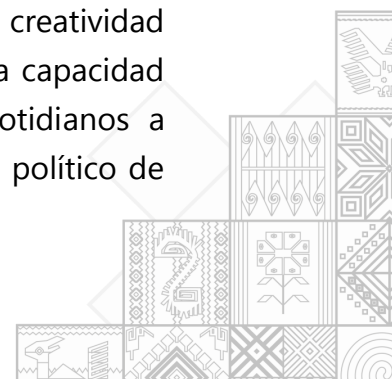 creatividad
a capacidad
otidianos a
político de